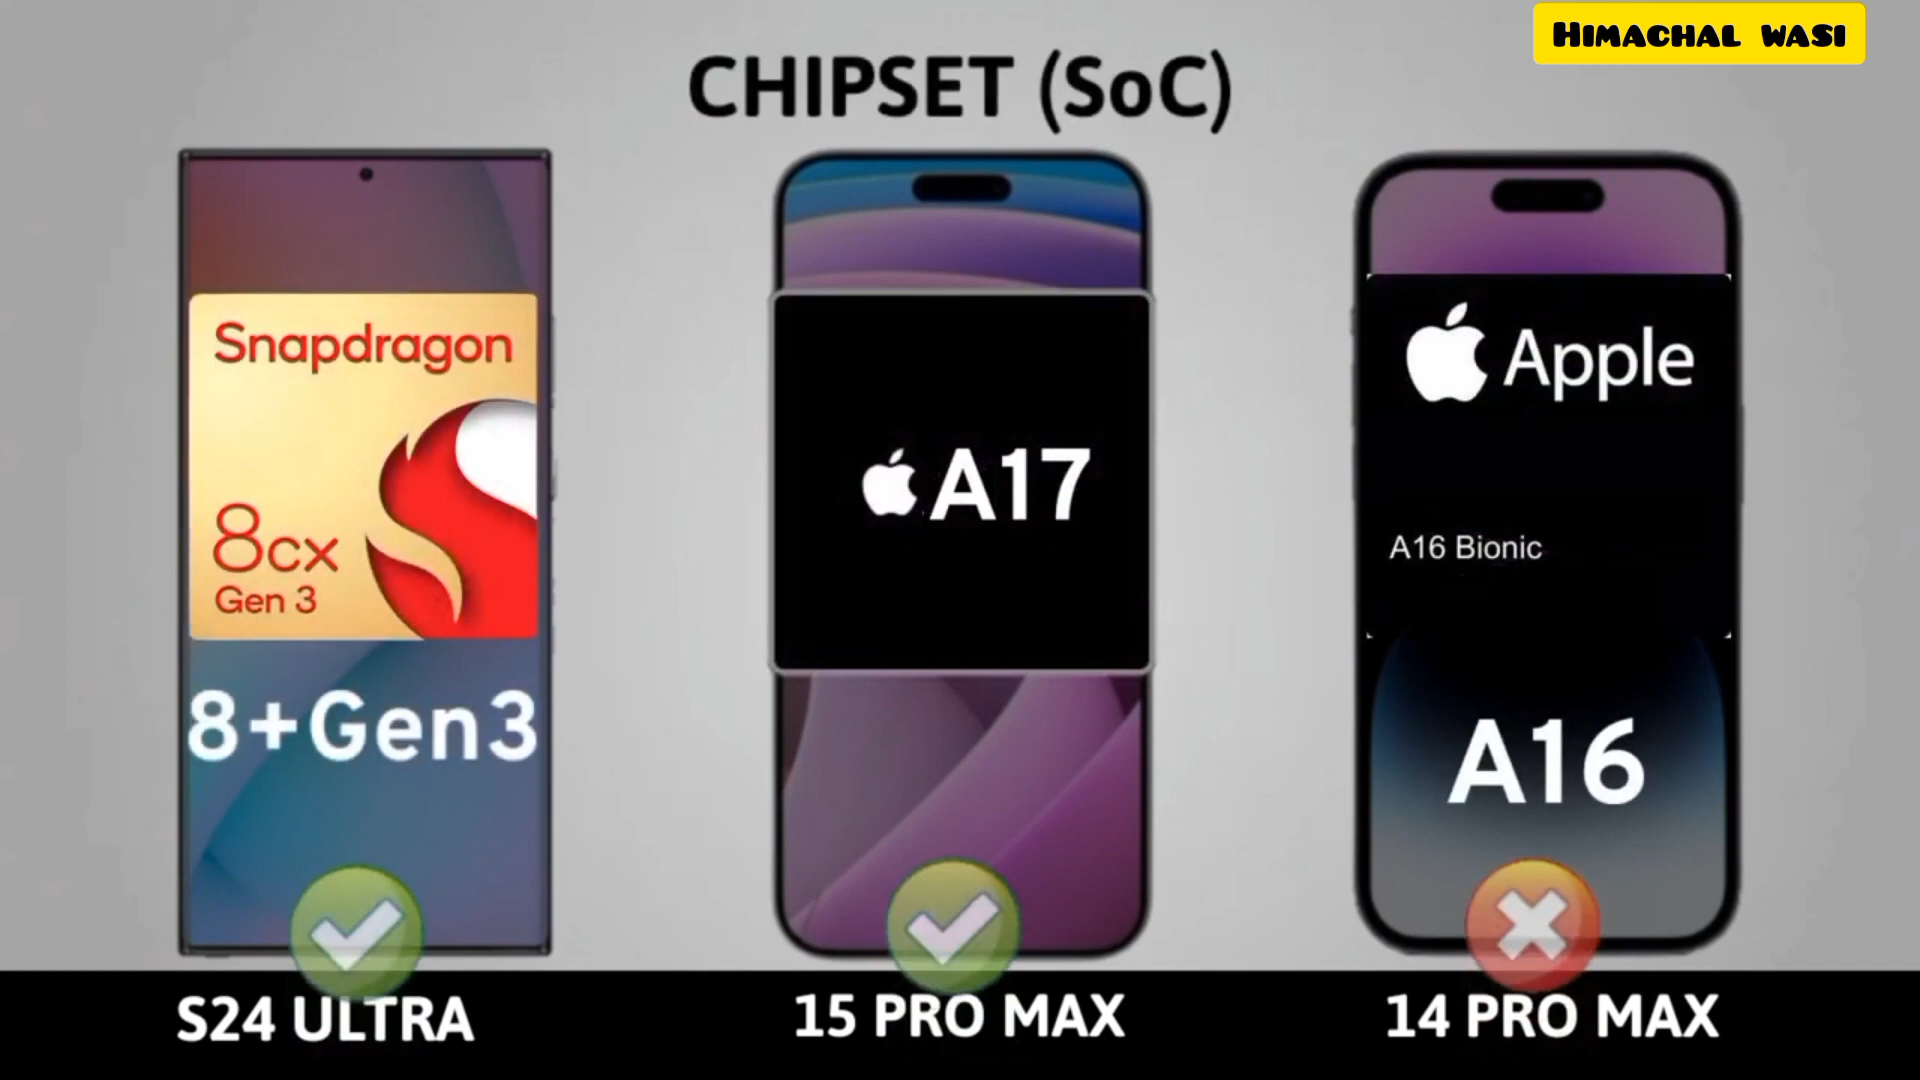 HIMACHAL WASI
CHIPSET (SoC)
Snapdragon
8cx
Gen 3
8+Gen3
A17
Apple
A16 Bionic
A16
S24 ULTRA
15 PRO MAX
14 PRO MAX